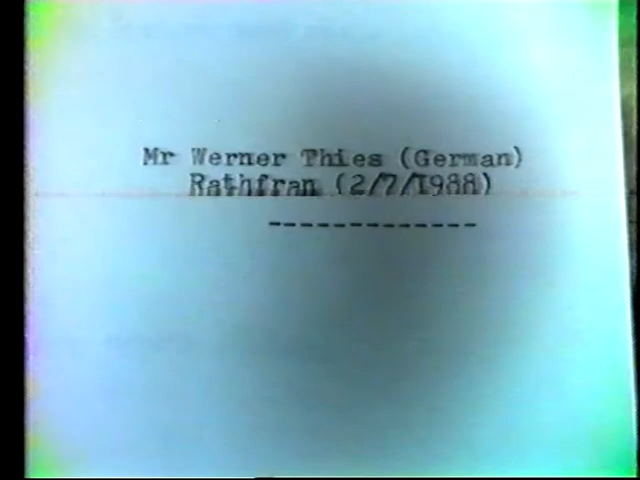 Mr Werner Thies (German)
Rathfran (2/7/1988)
-------------